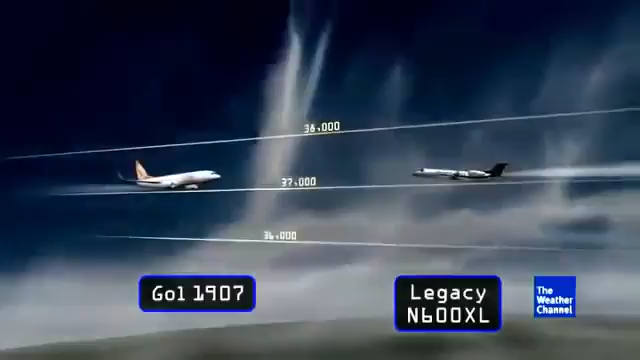 38,000
37,000
36,000
Gol 1907
Legacy
N600XL
The
Weather
Channel